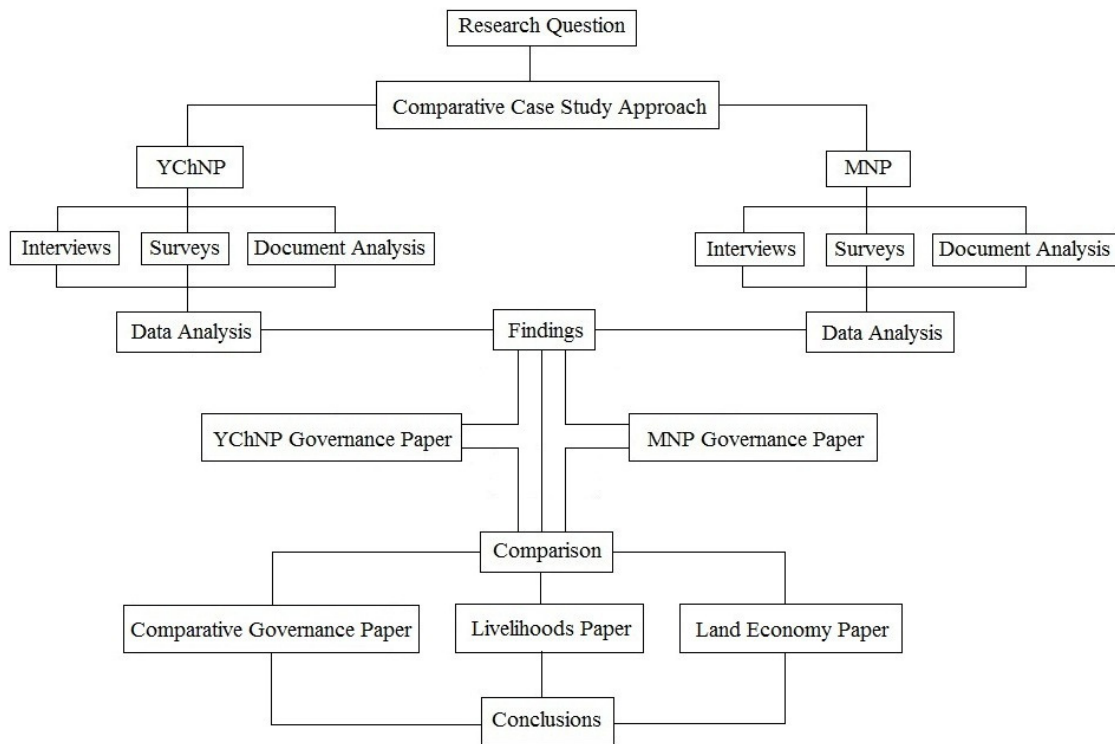 Research Question
Comparative Case Study Approach
YChNP
MNP
Interviews
Surveys
Document Analysis
Interviews
Surveys
Document Analysis
Data Analysis
Findings
Data Analysis
YChNP Governance Paper
MNP Governance Paper
Comparison
Comparative Governance Paper
Livelihoods Paper
Land Economy Paper
Conclusions